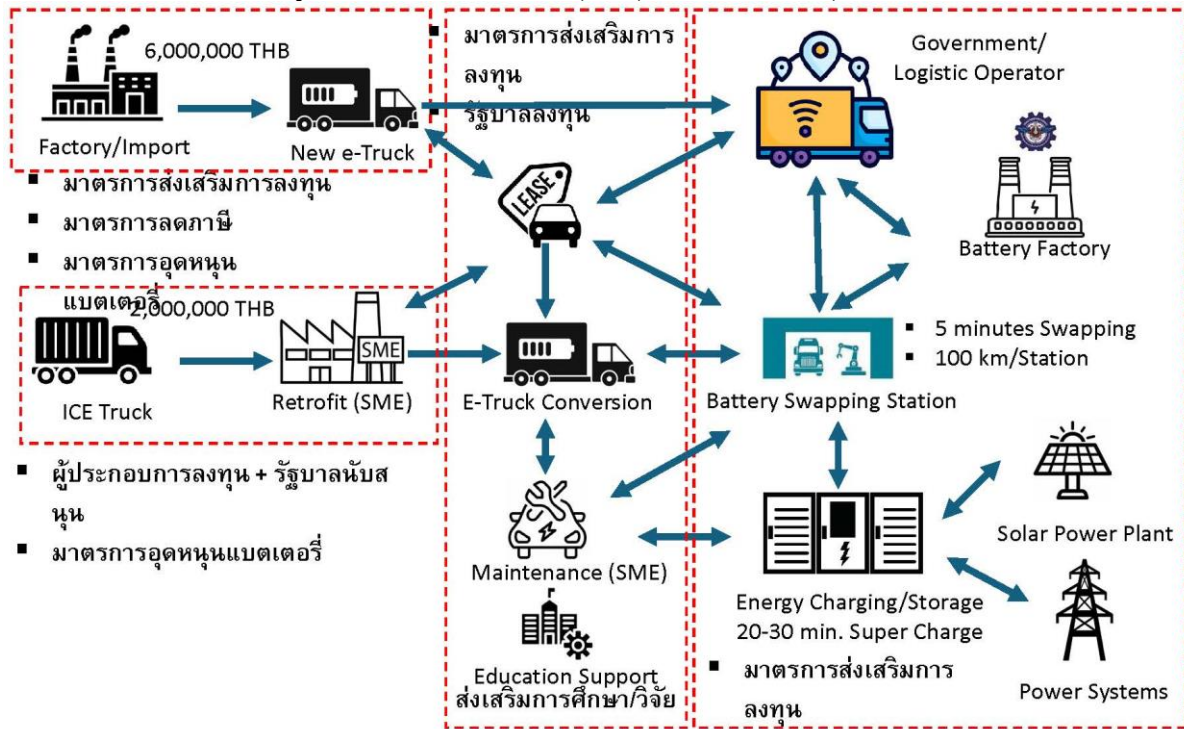 6,000,000 THB
Factory/Import
New e-Truck
▪ มาตรการส่งเสริมการลงทุน
▪ มาตรการลดภาษี
▪ มาตรการอุดหนุน
แบตเตอรี่
2,000,000 THB
SME
ICE Truck
Retrofit (SME)
▪ ผู้ประกอบการลงทุน + รัฐบาลนับส
นุน
▪ มาตรการอุดหนุนแบตเตอรี่
▪ มาตรการส่งเสริมการ
ลงทุน
▪ รัฐบาลลงทุน
LEASE
E-Truck Conversion
Maintenance (SME)
Education Support
ส่งเสริมการศึกษา/วิจัย
Government/
Logistic Operator
Battery Factory
▪ 5 minutes Swapping
▪ 100 km/Station
Battery Swapping Station
Solar Power Plant
Energy Charging/Storage
20-30 min. Super Charge
▪ มาตรการส่งเสริมการ
ลงทุน
Power Systems